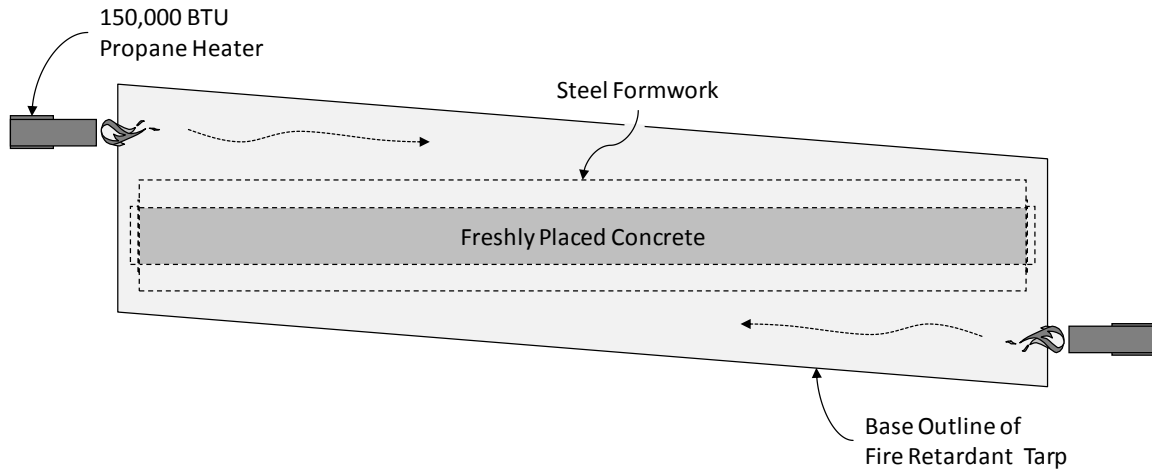 150,000 BTU
Propane Heater
Steel Formwork
Freshly Placed Concrete
Base Outline of
Fire Retardant Tarp